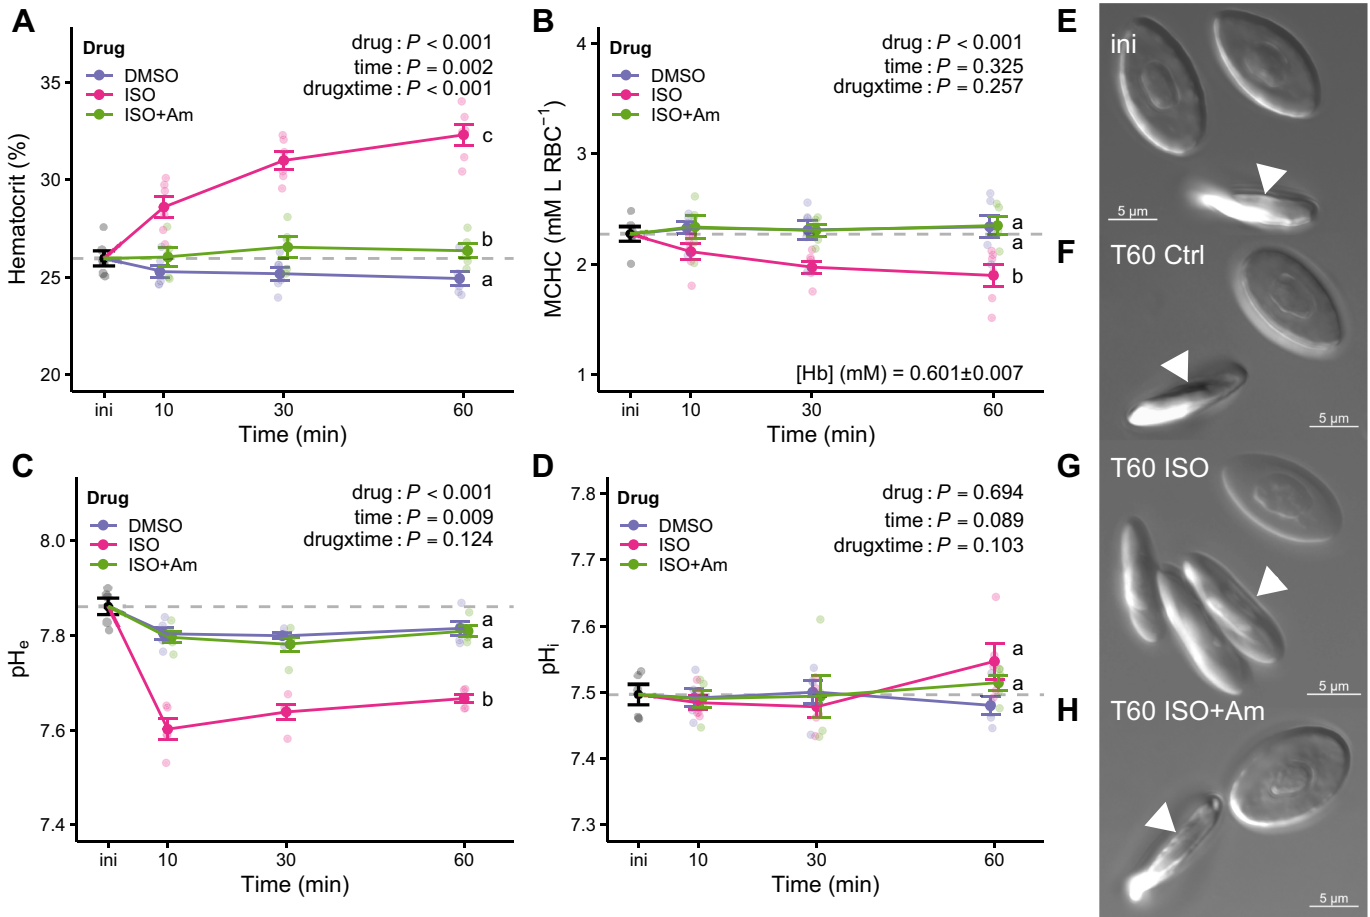 A
Drug
DMSO
ISO
ISO+Am
drug : P < 0.001
time : P = 0.002
drugxtime : P < 0.001
Hematocrit (%)
35
30
25
20
c
b
a
ini 10 30 60
Time (min)
B
Drug
DMSO
ISO
ISO+Am
drug : P < 0.001
time : P = 0.325
drugxtime : P = 0.257
MCHC (mM L RBC⁻¹)
4
3
2
1
a
a
b
[Hb] (mM) = 0.601±0.007
ini 10 30 60
Time (min)
C
Drug
DMSO
ISO
ISO+Am
drug : P < 0.001
time : P = 0.009
drugxtime : P = 0.124
pHₑ
8.0
7.8
7.6
7.4
a
a
b
ini 10 30 60
Time (min)
D
Drug
DMSO
ISO
ISO+Am
drug : P = 0.694
time : P = 0.089
drugxtime : P = 0.103
pHᵢ
7.8
7.7
7.6
7.5
7.4
7.3
a
a
a
ini 10 30 60
Time (min)
E
ini
5 µm
F
T60 Ctrl
5 µm
G
T60 ISO
5 µm
H
T60 ISO+Am
5 µm